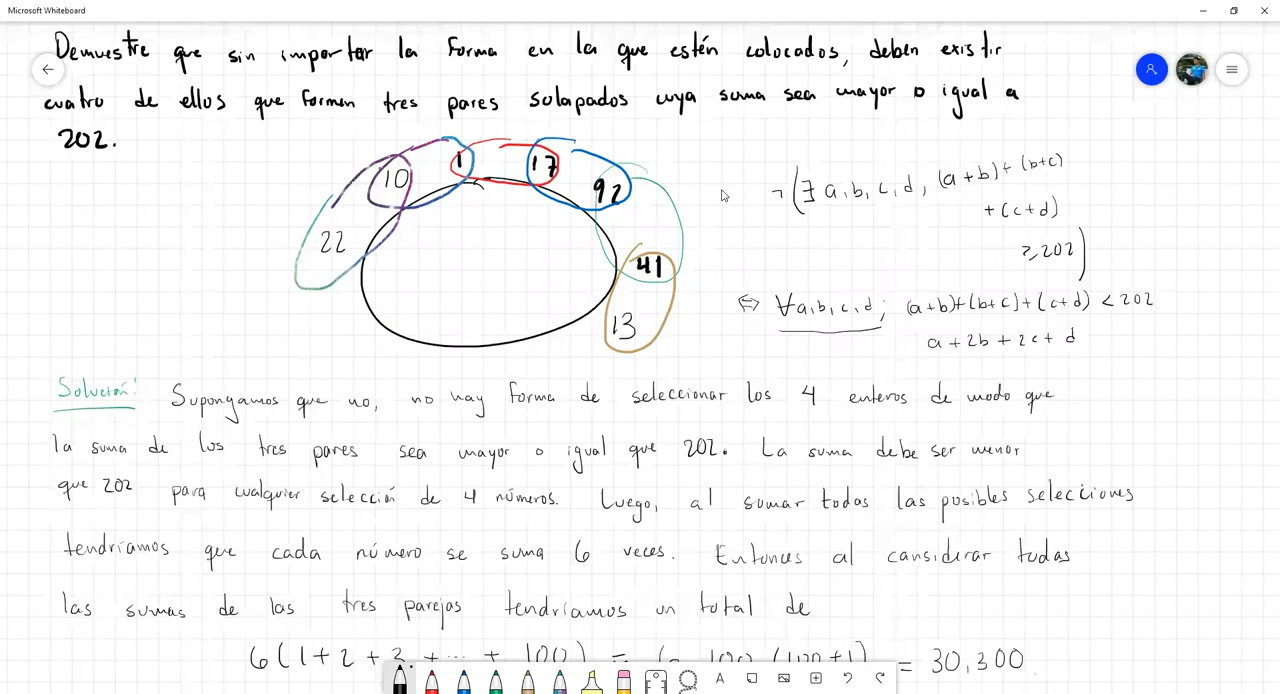 Microsoft Whiteboard
Demuestre que sin importar la forma en la que estén colocados, deben existir
cuatro de ellos que formen tres pares solapados cuya suma sea mayor o igual a
202.
10
1
17
92
22
41
13
¬(∃ a,b,c,d, (a+b)+(b+c)
+(c+d)
≥202)
⇔ ∀a,b,c,d; (a+b)+(b+c)+(c+d) <202
a+2b+2c+d
Solución: Supongamos que no, no hay forma de seleccionar los 4 enteros de modo que
la suma de los tres pares sea mayor o igual que 202. La suma debe ser menor
que 202 para cualquier selección de 4 números. Luego, al sumar todas las posibles selecciones
tendríamos que cada número se suma 6 veces. Entonces al considerar todas
las sumas de las tres parejas tendríamos un total de
6(1+2+3+...+100) = 100 (100+1) = 30,300